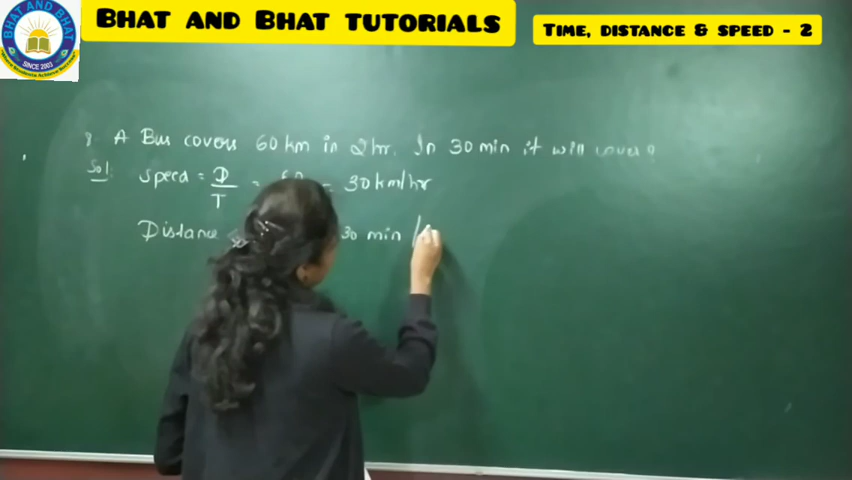 BHAT AND BHAT TUTORIALS
TIME, DISTANCE & SPEED - 2
BHAT AND BHAT
SINCE 2003
8. A Bus covers 60 km in 2 hr. In 30 min it will cover?
Sol Speed = D/T = 60 = 30 km/hr
Distance 30 min